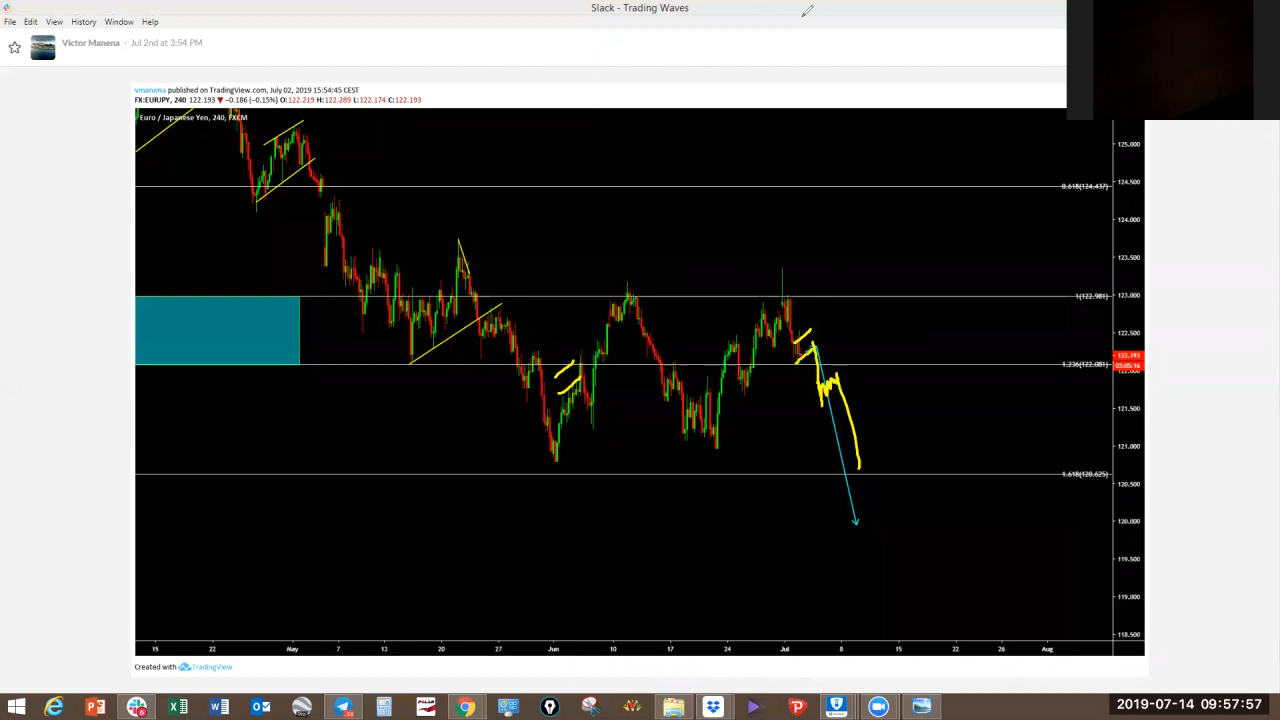 Slack - Trading Waves
File Edit View History Window Help
Victor Manena · Jul 2nd at 3:54 PM
vmanena published on TradingView.com, July 02, 2019 15:54:45 CEST
FX:EURJPY, 240 122.193 ▼ −0.186 (−0.15%) O:122.219 H:122.289 L:122.174 C:122.193
Euro / Japanese Yen, 240, FXCM
125.000
124.500
0.618(124.437)
124.000
123.500
123.000
1(122.981)
122.500
122.193
03:05:16
1.236(122.081)
122.000
121.500
121.000
1.618(120.625)
120.500
120.000
119.500
119.000
118.500
15 22 May 7 13 20 27 Jun 10 17 24 Jul 8 15 22 26 Aug
Created with TradingView
2019-07-14 09:57:57